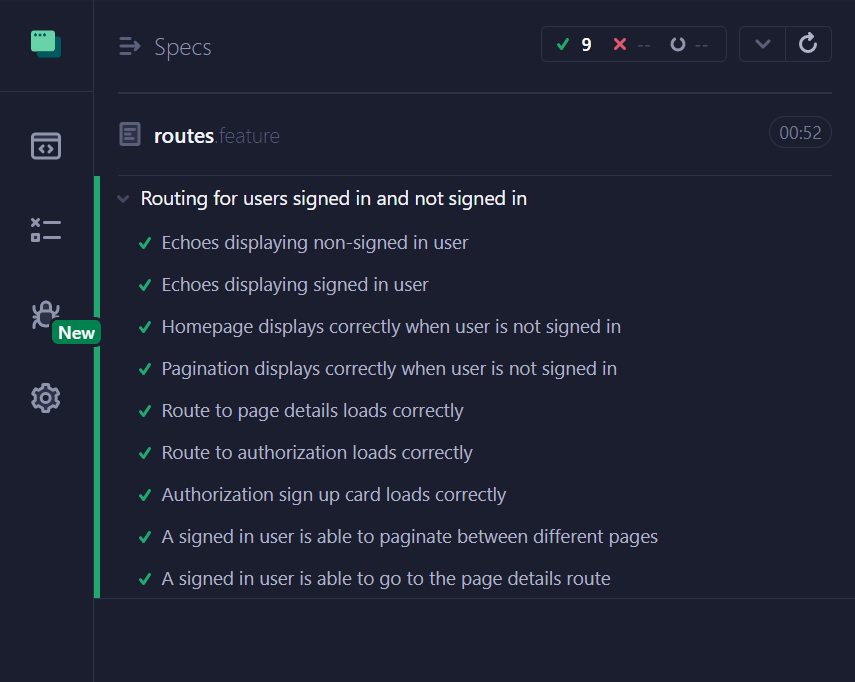 Specs
9 -- --
routes.feature
00:52
Routing for users signed in and not signed in
Echoes displaying non-signed in user
Echoes displaying signed in user
Homepage displays correctly when user is not signed in
New
Pagination displays correctly when user is not signed in
Route to page details loads correctly
Route to authorization loads correctly
Authorization sign up card loads correctly
A signed in user is able to paginate between different pages
A signed in user is able to go to the page details route